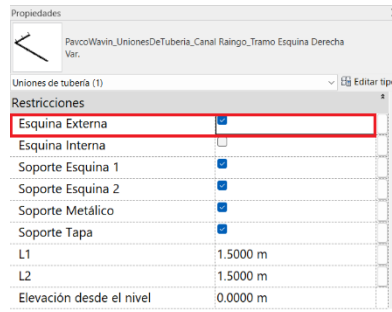 Propiedades
PavcoWavin_UnionesDeTuberia_Canal Raingo_Tramo Esquina Derecha
Var.
Uniones de tubería (1)
Editar tipo
Restricciones
Esquina Externa
Esquina Interna
Soporte Esquina 1
Soporte Esquina 2
Soporte Metálico
Soporte Tapa
L1 1.5000 m
L2 1.5000 m
Elevación desde el nivel 0.0000 m